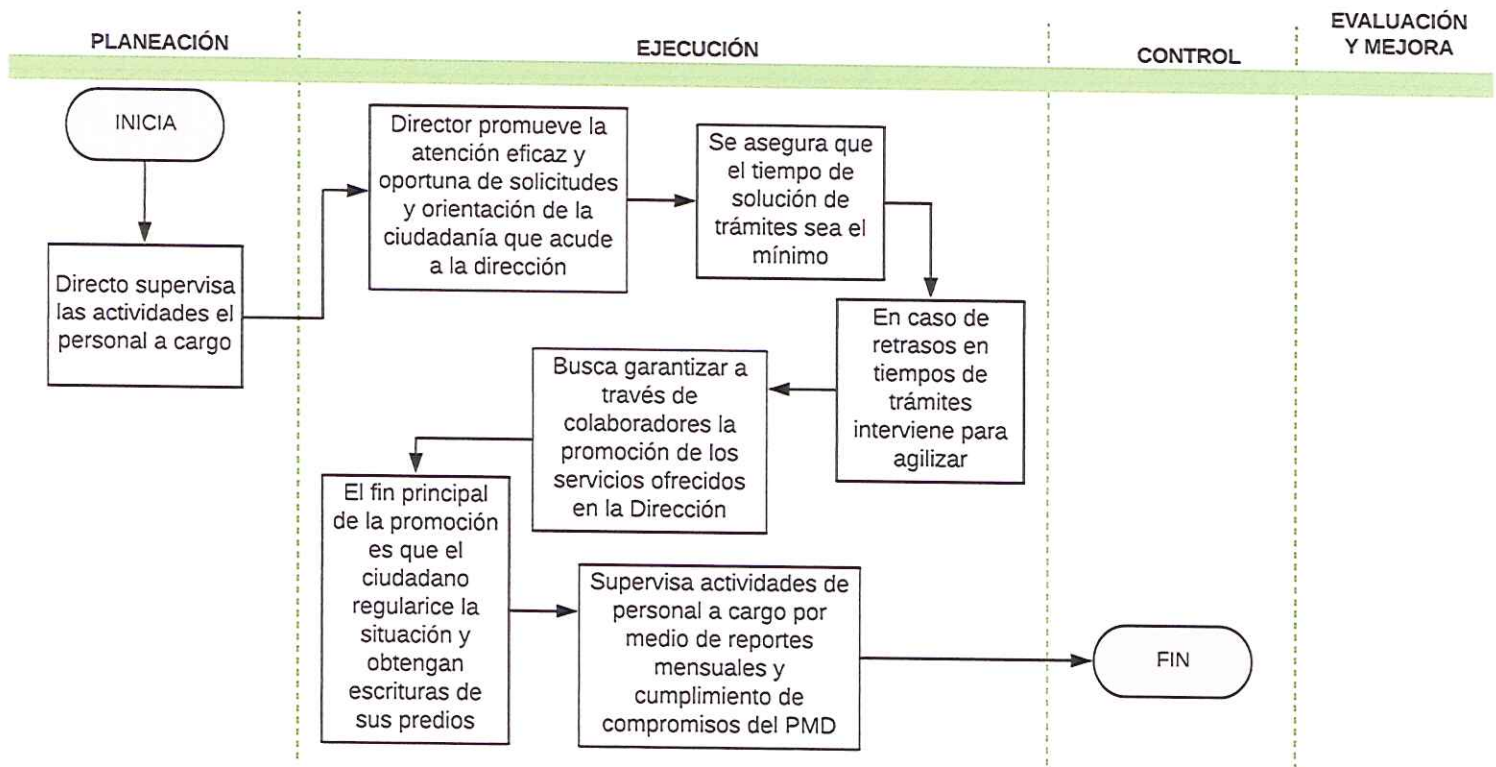 PLANEACIÓN
EJECUCIÓN
CONTROL
EVALUACIÓN
Y MEJORA
INICIA
Directo supervisa
las actividades el
personal a cargo
Director promueve la
atención eficaz y
oportuna de solicitudes
y orientación de la
ciudadanía que acude
a la dirección
Se asegura que
el tiempo de
solución de
trámites sea el
mínimo
En caso de
retrasos en
tiempos de
trámites
interviene para
agilizar
Busca garantizar a
través de
colaboradores la
promoción de los
servicios ofrecidos
en la Dirección
El fin principal
de la promoción
es que el
ciudadano
regularice la
situación y
obtengan
escrituras de
sus predios
Supervisa actividades de
personal a cargo por
medio de reportes
mensuales y
cumplimiento de
compromisos del PMD
FIN